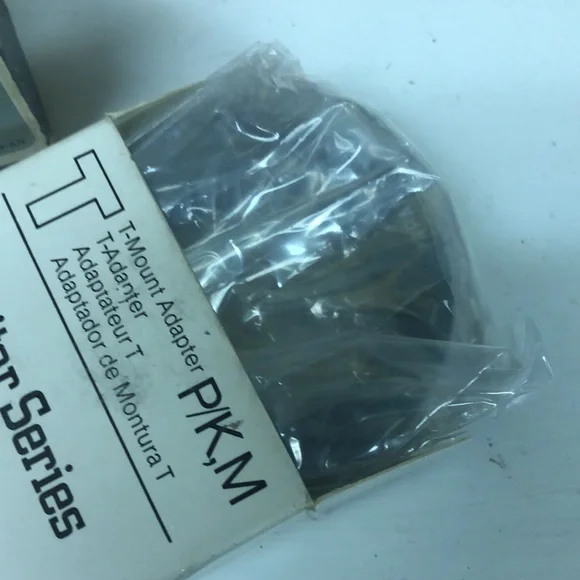 T
T-Mount Adapter
T-Adapter
Adaptateur T
Adaptador de Montura T
P/K,M
Series